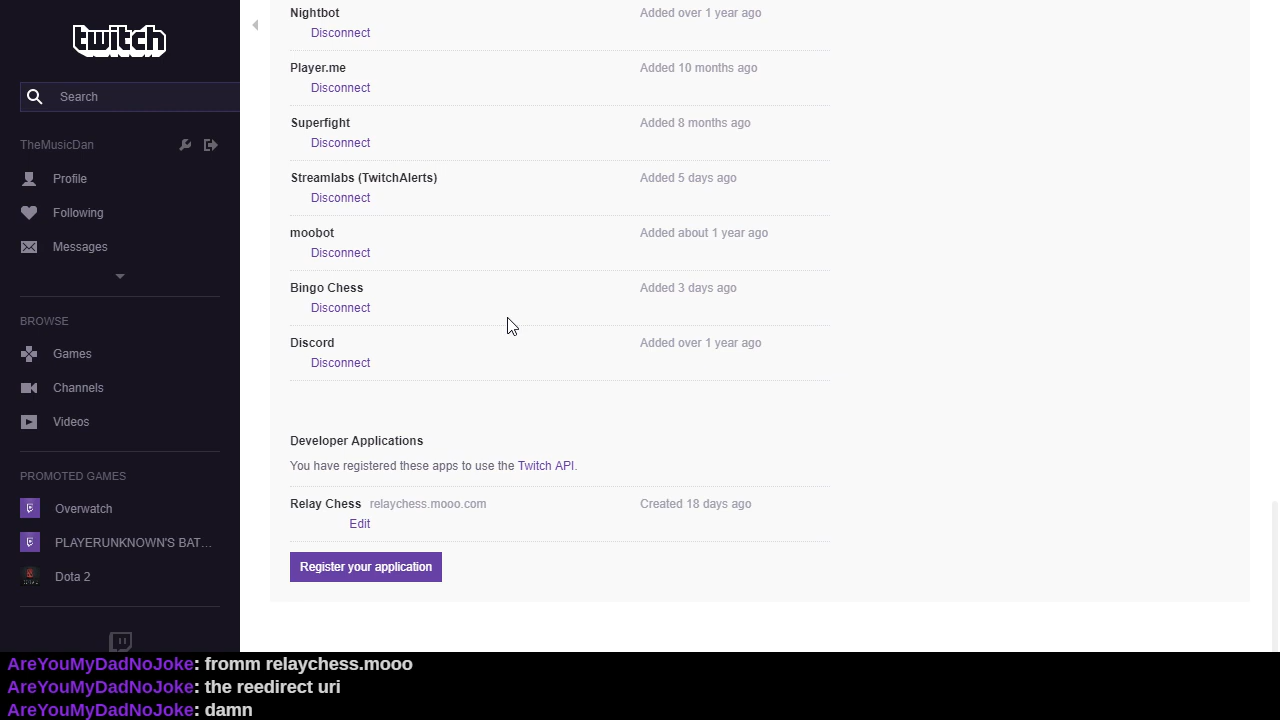 twitch
Search
TheMusicDan
Profile
Following
Messages
BROWSE
Games
Channels
Videos
PROMOTED GAMES
Overwatch
PLAYERUNKNOWN'S BAT...
Dota 2
Nightbot Added over 1 year ago
Disconnect
Player.me Added 10 months ago
Disconnect
Superfight Added 8 months ago
Disconnect
Streamlabs (TwitchAlerts) Added 5 days ago
Disconnect
moobot Added about 1 year ago
Disconnect
Bingo Chess Added 3 days ago
Disconnect
Discord Added over 1 year ago
Disconnect
Developer Applications
You have registered these apps to use the Twitch API.
Relay Chess relaychess.mooo.com Created 18 days ago
Edit
Register your application
AreYouMyDadNoJoke: fromm relaychess.mooo
AreYouMyDadNoJoke: the reedirect uri
AreYouMyDadNoJoke: damn